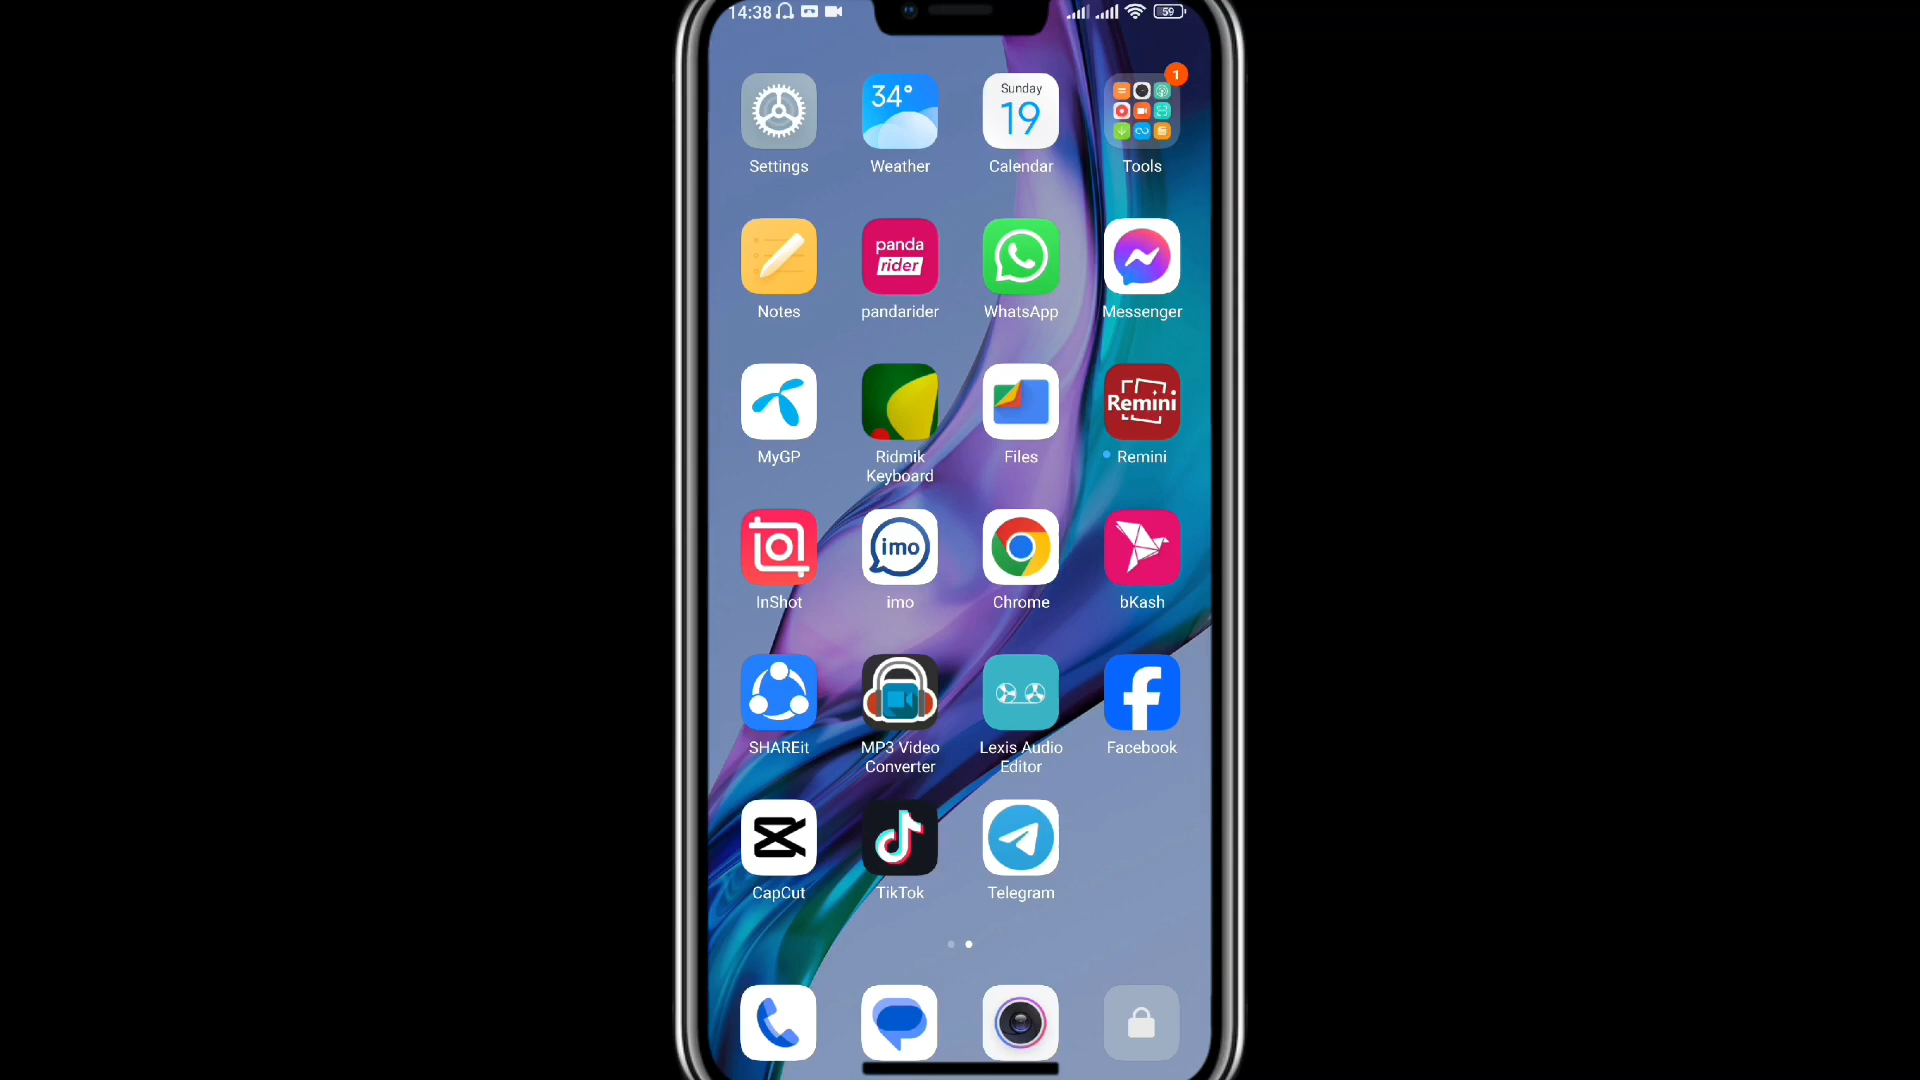 14:38
59
34°
Sunday
19
1
Settings
Weather
Calendar
Tools
panda
rider
Notes
pandarider
WhatsApp
Messenger
Remini
MyGP
Ridmik
Keyboard
Files
Remini
imo
InShot
imo
Chrome
bKash
SHAREit
MP3 Video
Converter
Lexis Audio
Editor
Facebook
CapCut
TikTok
Telegram